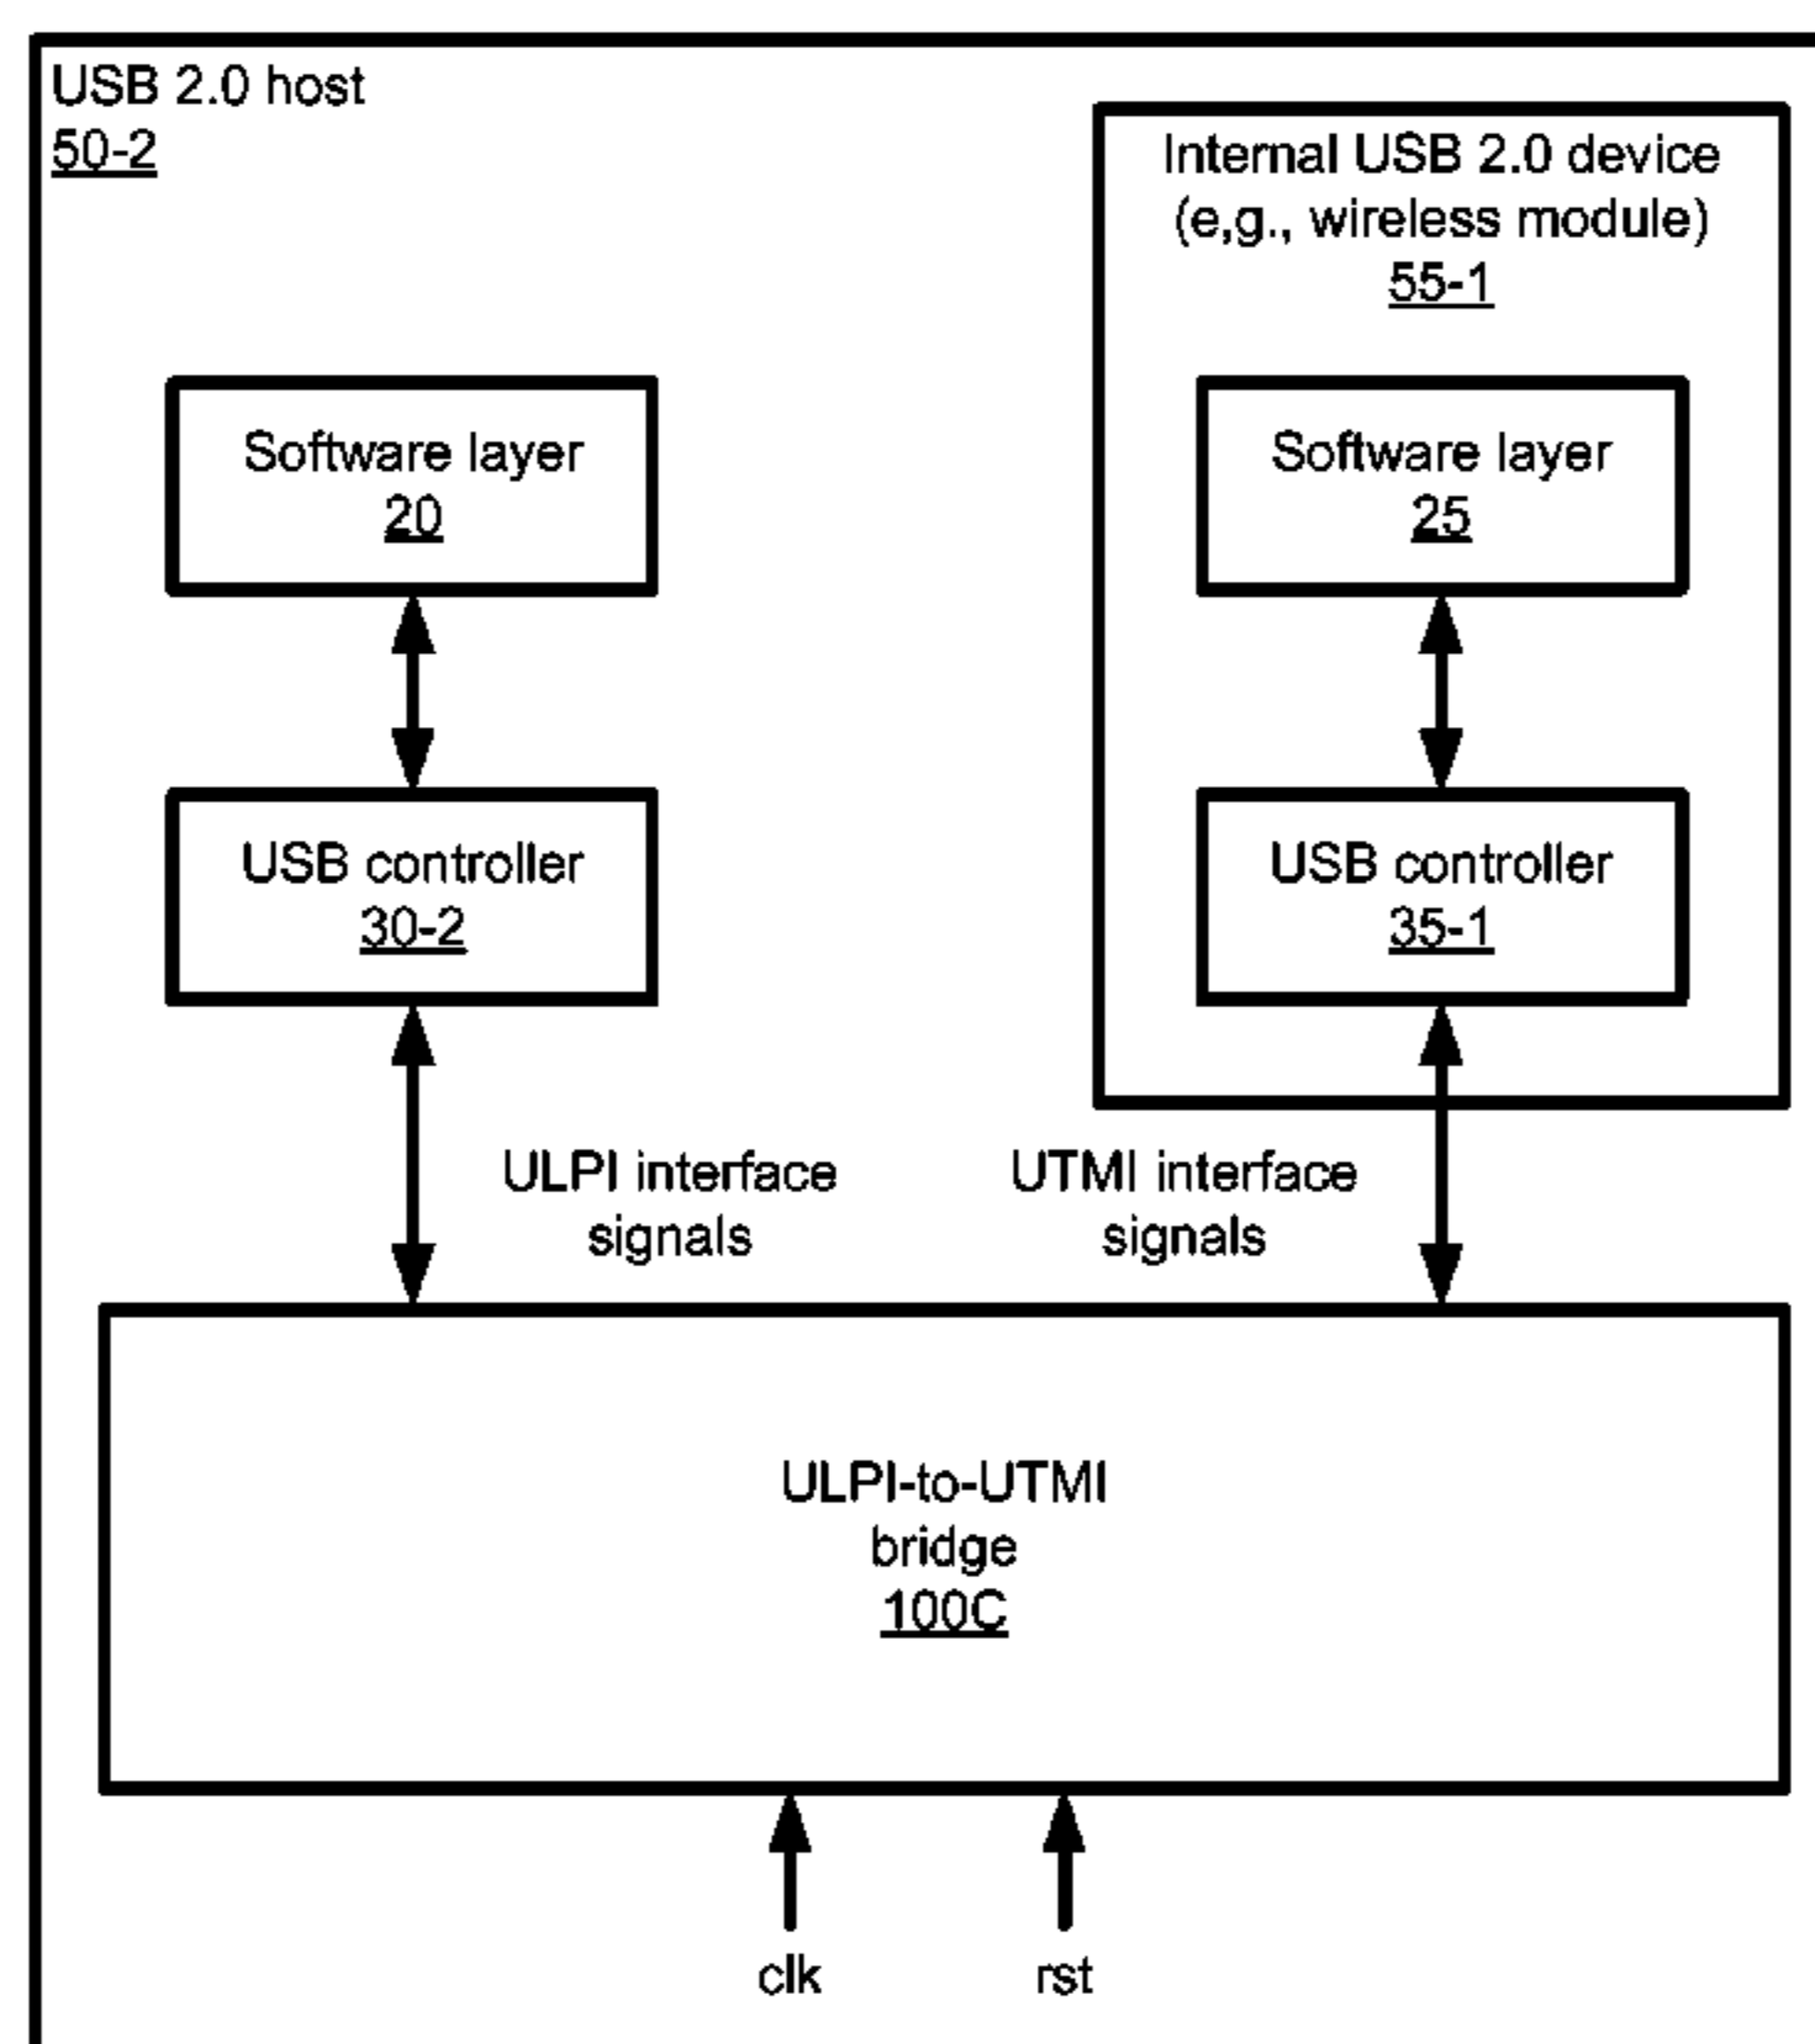 USB 2.0 host
50-2
Internal USB 2.0 device
(e,g., wireless module)
55-1
Software layer
20
Software layer
25
USB controller
30-2
USB controller
35-1
ULPI interface
signals
UTMI interface
signals
ULPI-to-UTMI
bridge
100C
clk
rst